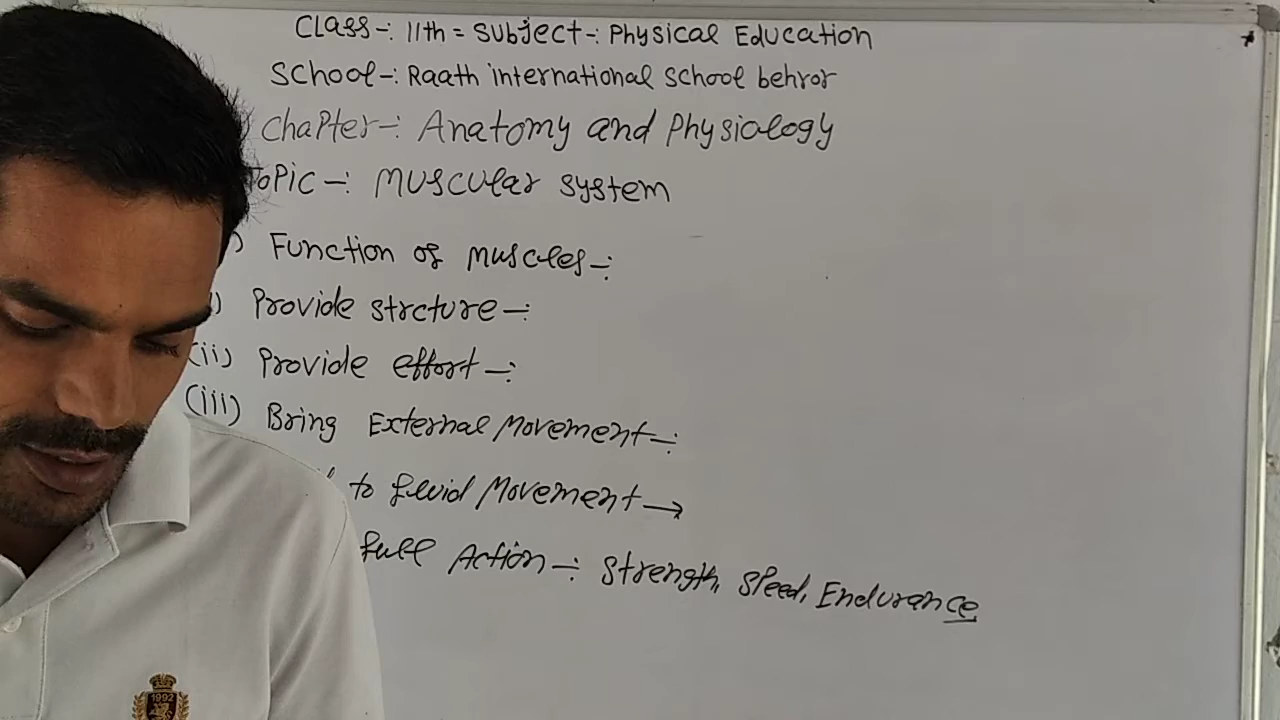 Class-: 11th = Subject-: Physical Education
School-: Raath international school behror
Chapter-: Anatomy and Physiology
Topic-: Muscular system
) Function of muscles-:
) Provide strcture-:
(ii) Provide effort-:
(iii) Bring External Movement-:
to fluid Movement →
full Action-: Strength, Speed, Endurance
1992